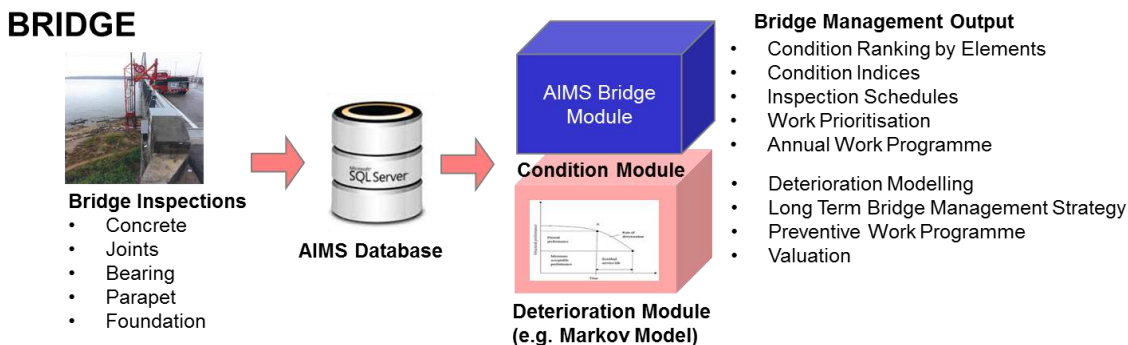 BRIDGE
Bridge Inspections
• Concrete
• Joints
• Bearing
• Parapet
• Foundation
Microsoft
SQL Server
AIMS Database
AIMS Bridge
Module
Condition Module
Time
Deterioration Module
(e.g. Markov Model)
Bridge Management Output
• Condition Ranking by Elements
• Condition Indices
• Inspection Schedules
• Work Prioritisation
• Annual Work Programme
• Deterioration Modelling
• Long Term Bridge Management Strategy
• Preventive Work Programme
• Valuation